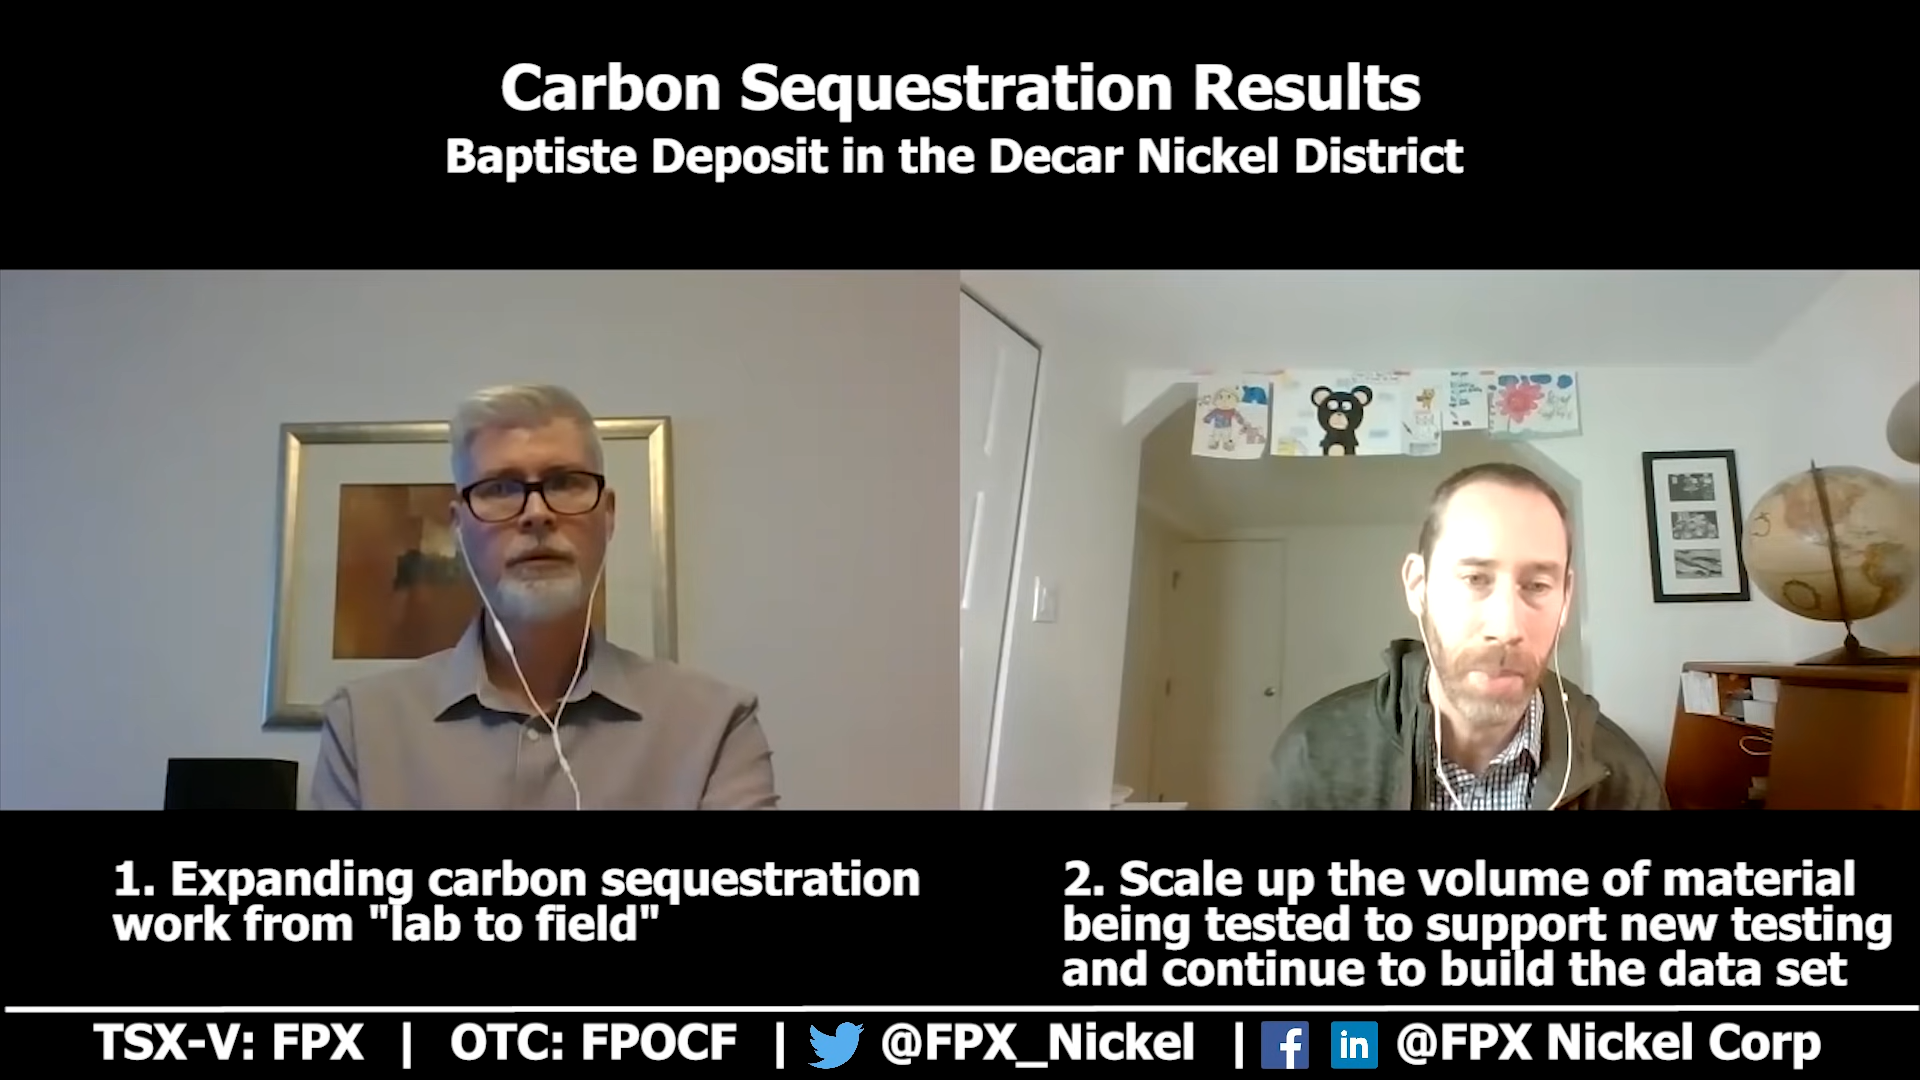 Carbon Sequestration Results
Baptiste Deposit in the Decar Nickel District
1. Expanding carbon sequestration
work from "lab to field"
2. Scale up the volume of material
being tested to support new testing
and continue to build the data set
TSX-V: FPX | OTC: FPOCF | @FPX_Nickel | f in @FPX Nickel Corp